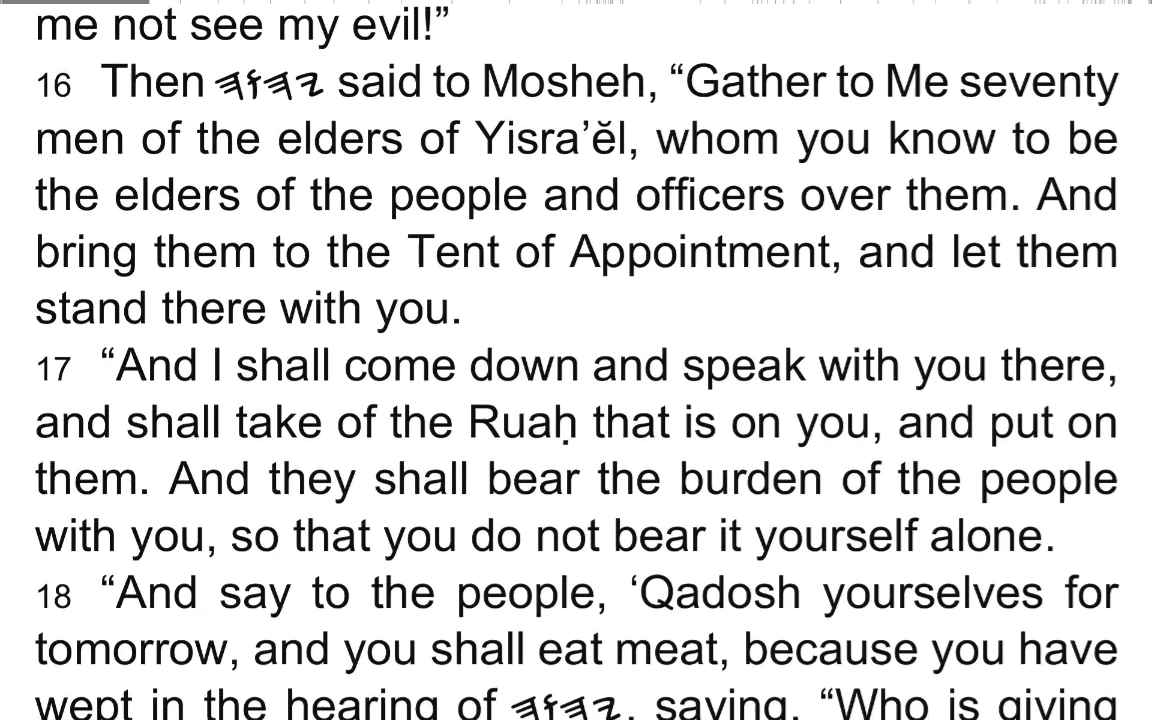 me not see my evil!”
16 Then 𐤉𐤄𐤅𐤄 said to Mosheh, “Gather to Me seventy
men of the elders of Yisra’ĕl, whom you know to be
the elders of the people and officers over them. And
bring them to the Tent of Appointment, and let them
stand there with you.
17 “And I shall come down and speak with you there,
and shall take of the Ruaḥ that is on you, and put on
them. And they shall bear the burden of the people
with you, so that you do not bear it yourself alone.
18 “And say to the people, ‘Qadosh yourselves for
tomorrow, and you shall eat meat, because you have
wept in the hearing of 𐤉𐤄𐤅𐤄, saying, “Who is giving